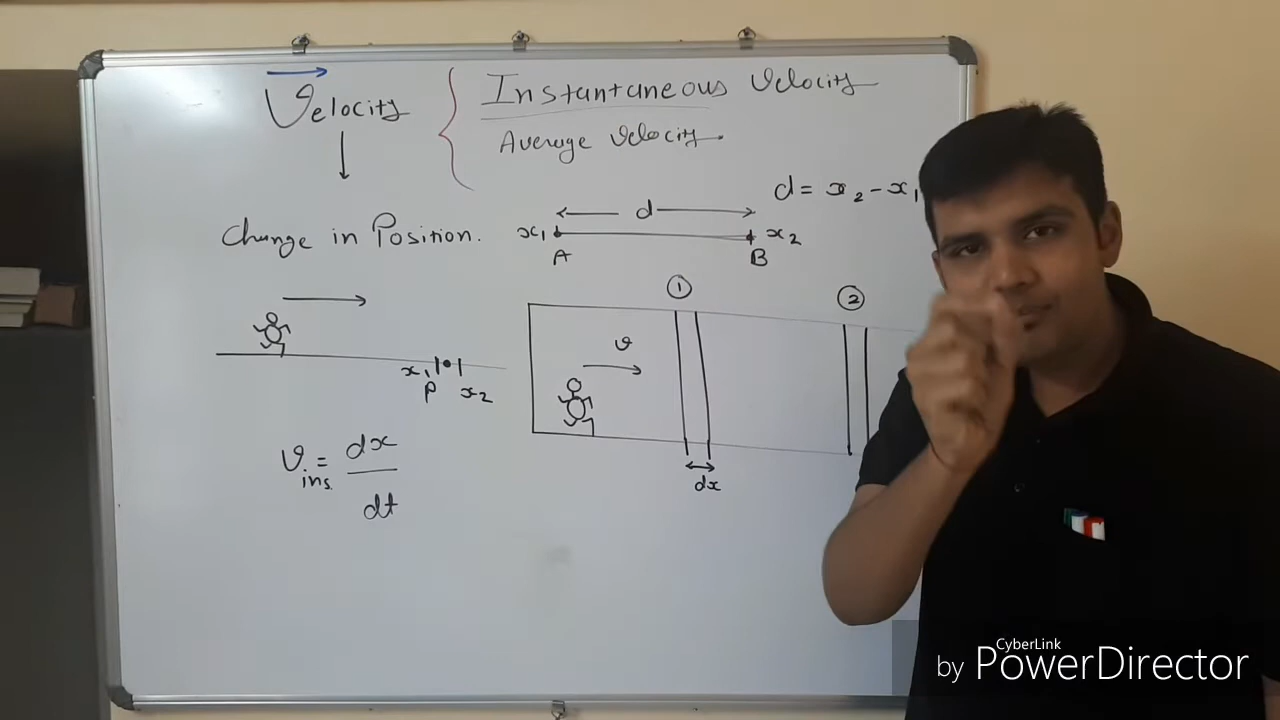 Velocity
Instantaneous Velocity
Average Velocity
d = x₂ - x₁
Change in Position.
x₁ d x₂
A B
① ②
v
x₁ P x₂
v ins. = dx / dt
dx
CyberLink
by PowerDirector